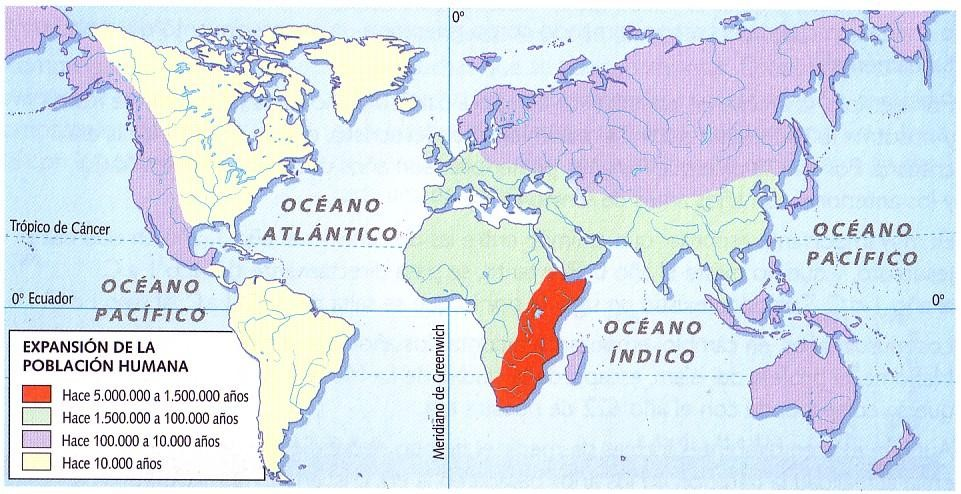 0º
OCÉANO
ATLÁNTICO
Trópico de Cáncer
OCÉANO
PACÍFICO
OCÉANO
PACÍFICO
0º Ecuador
0º
OCÉANO
ÍNDICO
Meridiano de Greenwich
EXPANSIÓN DE LA
POBLACIÓN HUMANA
Hace 5.000.000 a 1.500.000 años
Hace 1.500.000 a 100.000 años
Hace 100.000 a 10.000 años
Hace 10.000 años